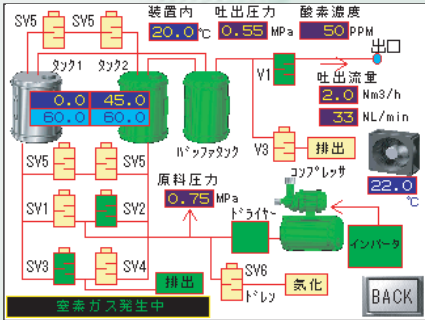 装置内 吐出圧力 酸素濃度
SV5 SV5 20.0 ℃ 0.55 MPa 50 PPM
タンク1 タンク2 V1 出口
吐出流量
0.0 45.0 2.0 Nm3/h
60.0 60.0 33 NL/min
バッファタンク V3 排出
SV5 SV5 原料圧力 コンプレッサ
SV1 SV2 0.75 MPa 22.0 ℃
ドライヤー インバータ
SV3 SV4 排出 SV6 気化
ドレン
窒素ガス発生中 BACK